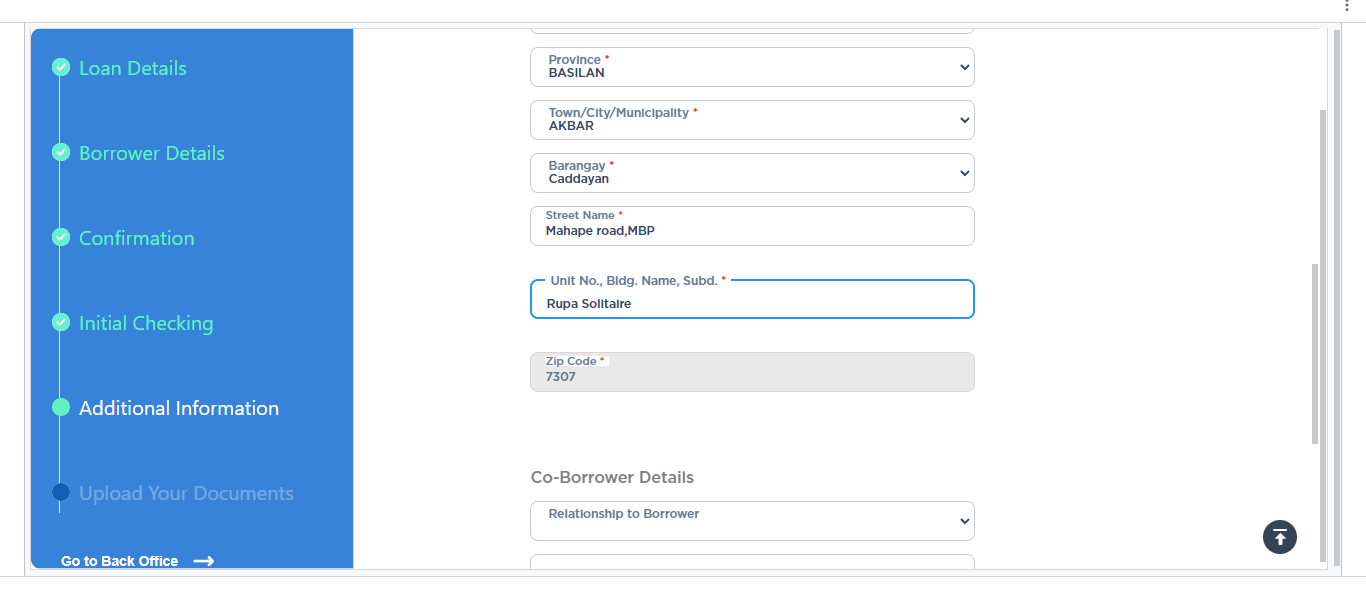 Loan Details
Borrower Details
Confirmation
Initial Checking
Additional Information
Upload Your Documents
Go to Back Office
Province *
BASILAN
Town/City/Municipality *
AKBAR
Barangay *
Caddayan
Street Name *
Mahape road,MBP
Unit No., Bldg. Name, Subd. *
Rupa Solitaire
Zip Code *
7307
Co-Borrower Details
Relationship to Borrower